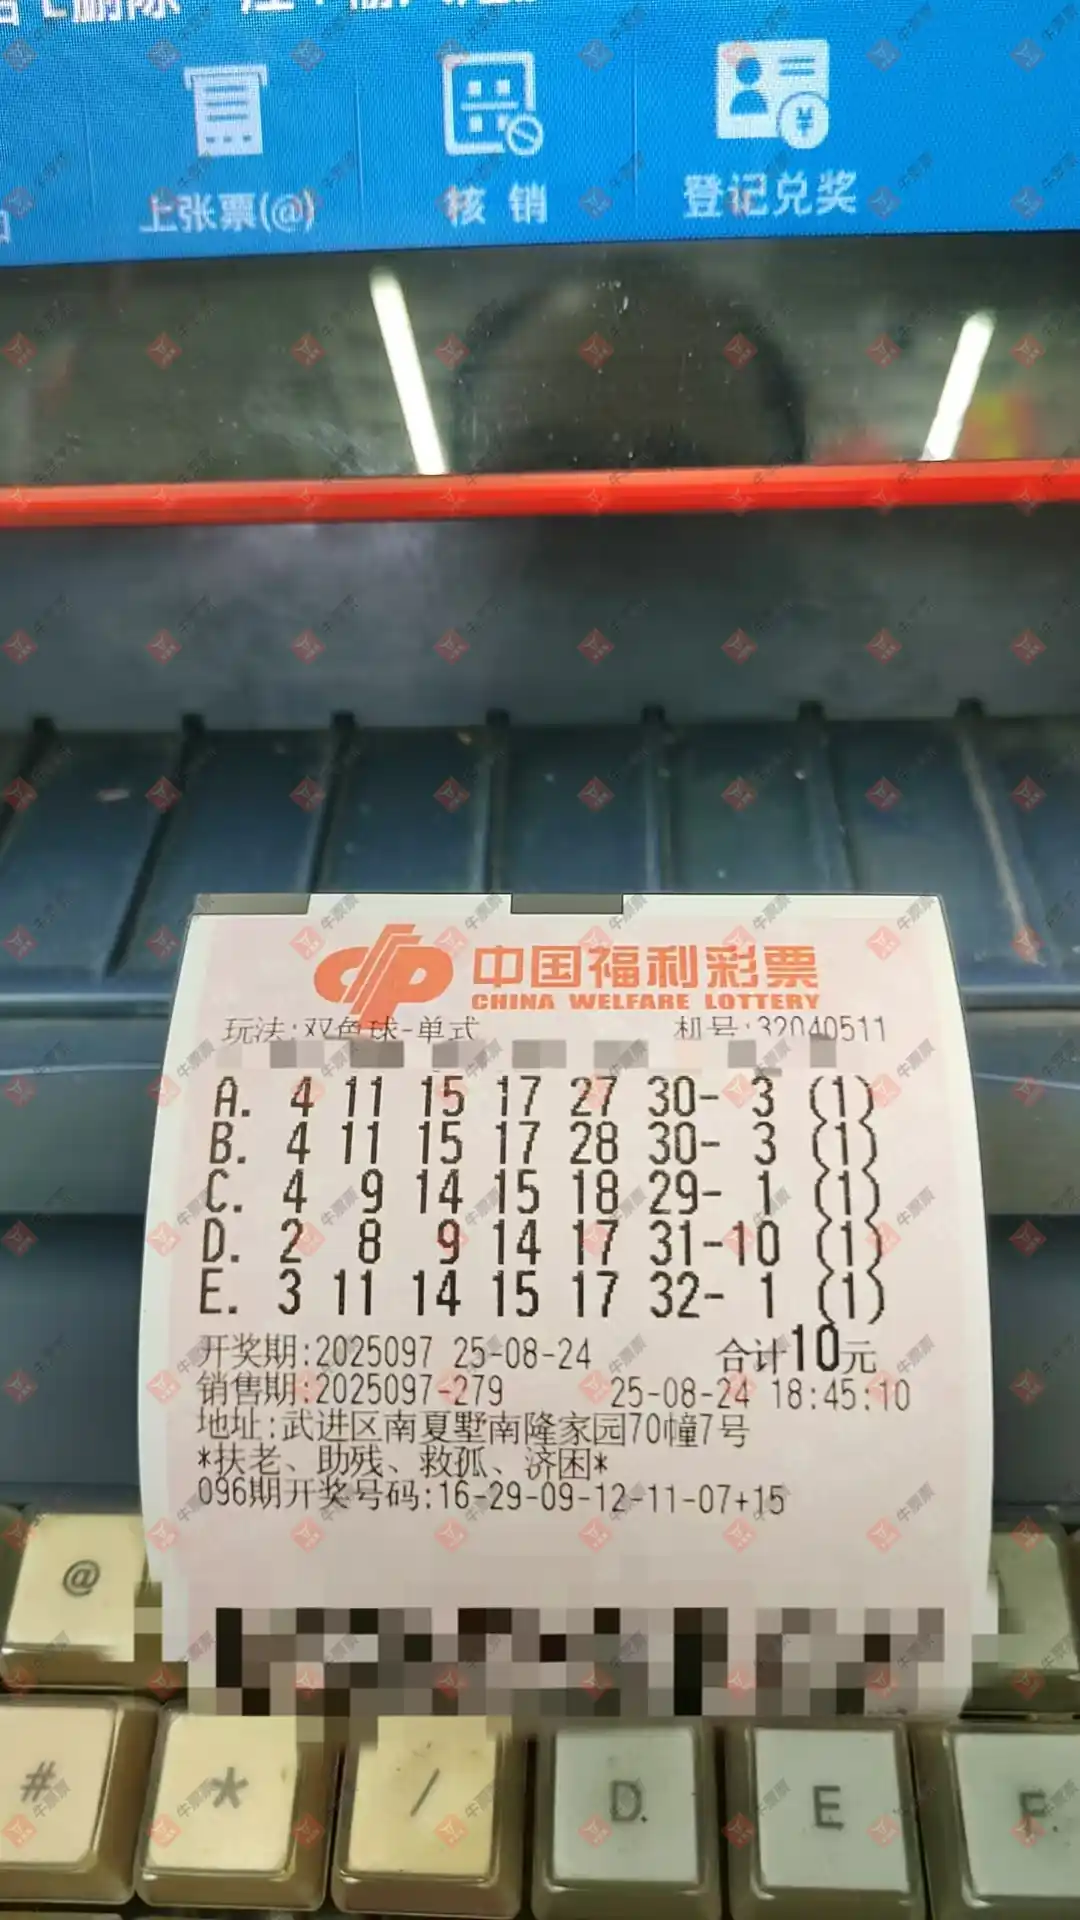 上张票(@)
核 销
登记兑奖
中国福利彩票
CHINA WELFARE LOTTERY
玩法:双色球-单式 机号:32040511
A. 4 11 15 17 27 30- 3 (1)
B. 4 11 15 17 28 30- 3 (1)
C. 4 9 14 15 18 29- 1 (1)
D. 2 8 9 14 17 31-10 (1)
E. 3 11 14 15 17 32- 1 (1)
开奖期:2025097 25-08-24 合计10元
销售期:2025097-279 25-08-24 18:45:10
地址:武进区南夏墅南隆家园70幢7号
*扶老、助残、救孤、济困*
096期开奖号码:16-29-09-12-11-07+15
@
# * / D. E F.
牛票票